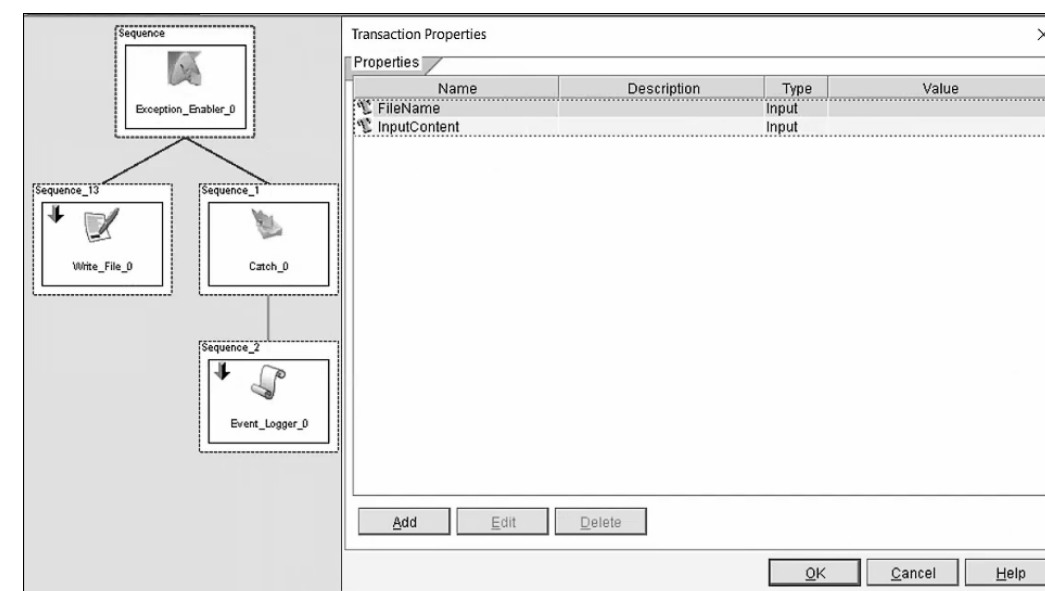 Sequence
Exception_Enabler_0
Sequence_13
Sequence_1
Write_File_0
Catch_0
Sequence_2
Event_Logger_0
Transaction Properties
Properties
Name Description Type Value
FileName Input
InputContent Input
Add Edit Delete
OK Cancel Help